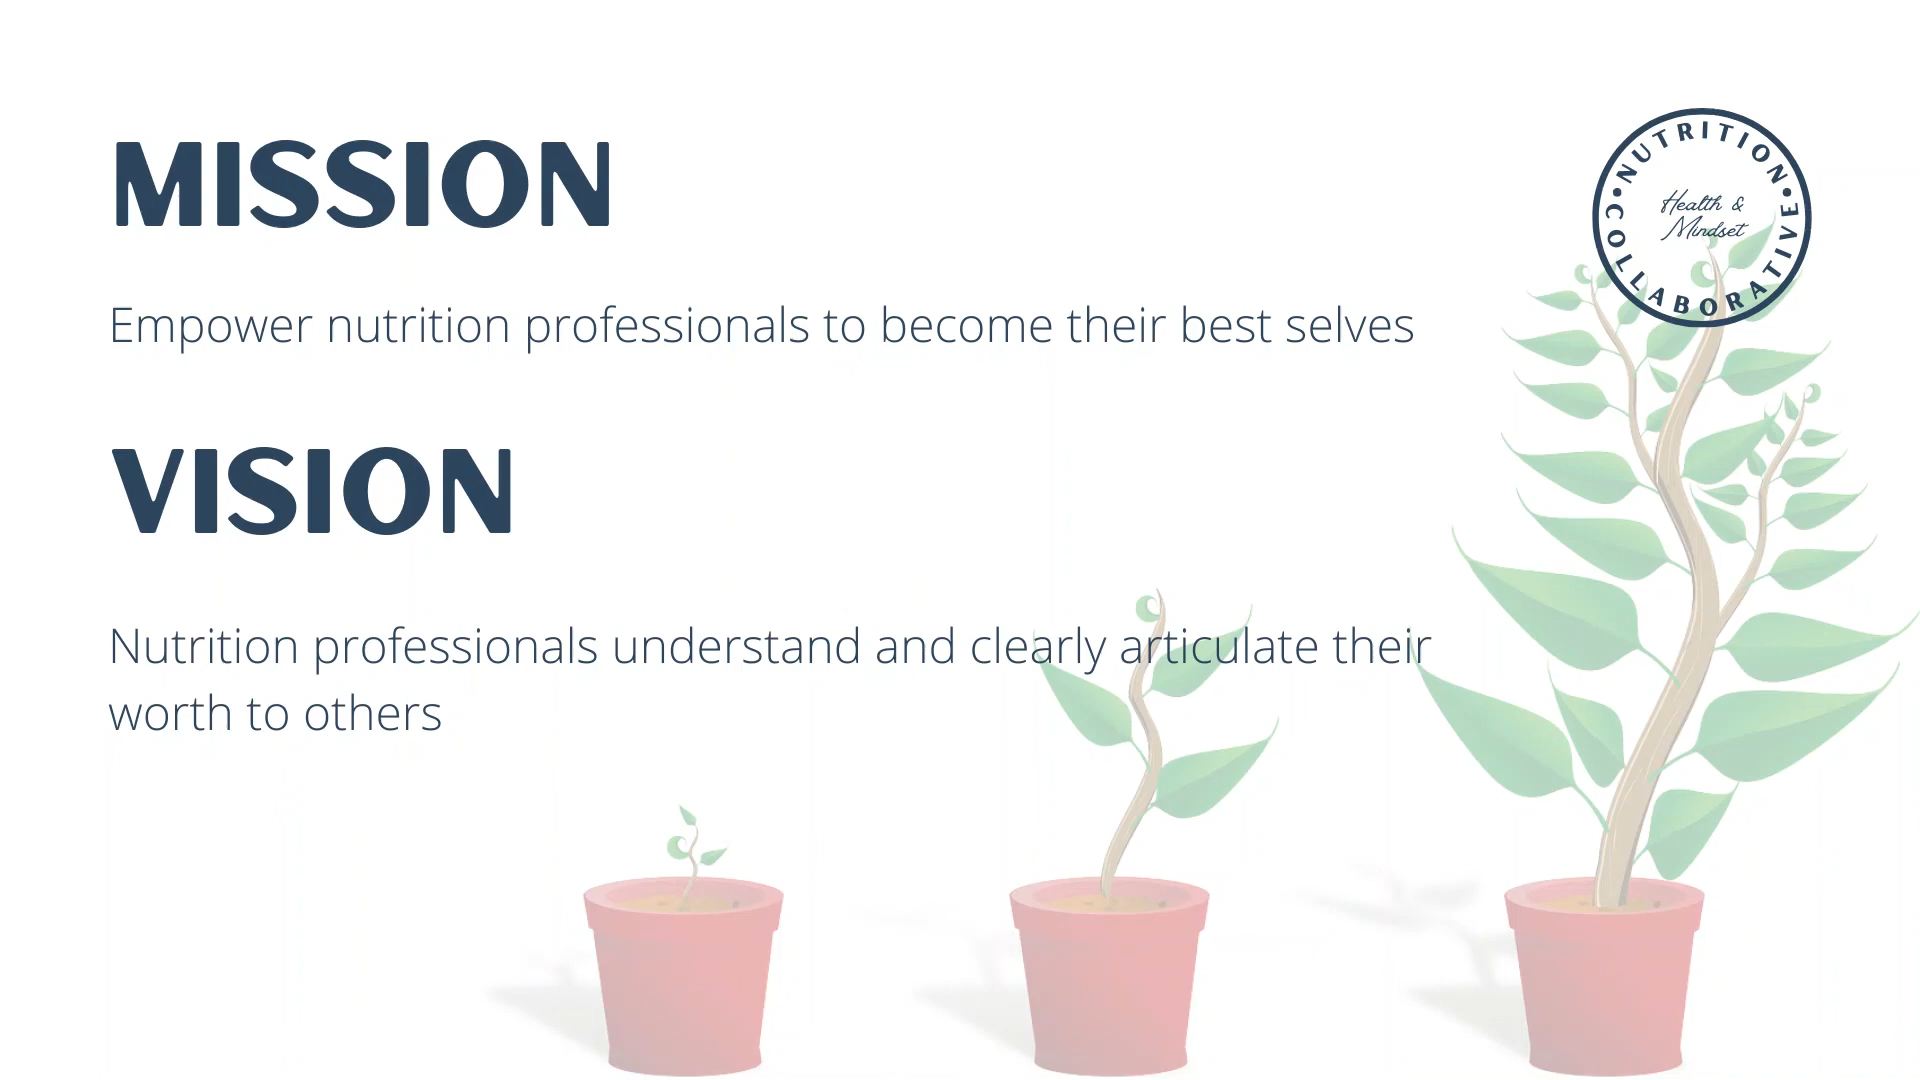 MISSION
Empower nutrition professionals to become their best selves
VISION
Nutrition professionals understand and clearly articulate their
worth to others
NUTRITION
Health &
Mindset
COLLABORATIVE